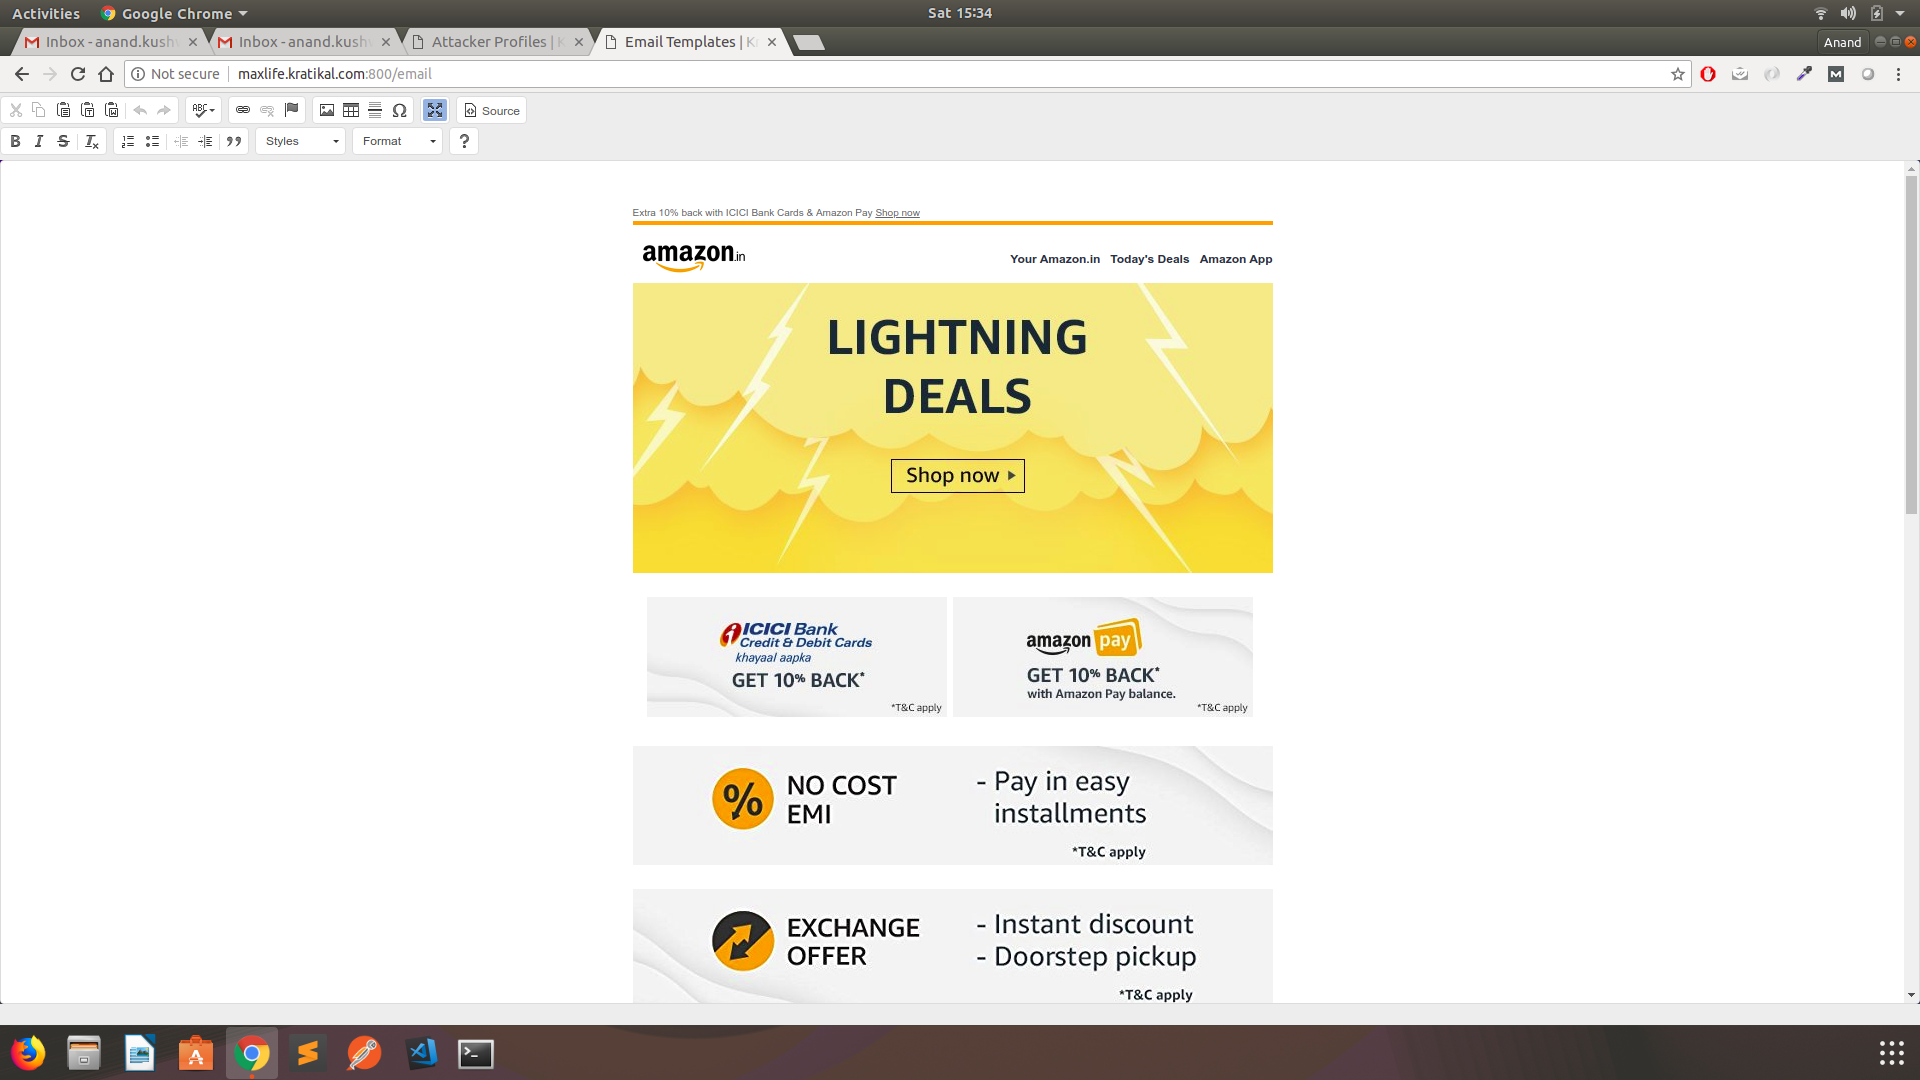 Activities Google Chrome Sat 15:34
Inbox - anand.kush Inbox - anand.kush Attacker Profiles | Email Templates | Anand
Not secure maxlife.kratikal.com:800/email
ABC Ω Source
B I S Ix Styles Format ?
Extra 10% back with ICICI Bank Cards & Amazon Pay Shop now
amazon.in Your Amazon.in Today's Deals Amazon App
LIGHTNING
DEALS
Shop now
ICICI Bank
Credit & Debit Cards
khayaal aapka
GET 10% BACK*
*T&C apply
amazon pay
GET 10% BACK*
with Amazon Pay balance.
*T&C apply
% NO COST
EMI
- Pay in easy
installments
*T&C apply
EXCHANGE
OFFER
- Instant discount
- Doorstep pickup
*T&C apply